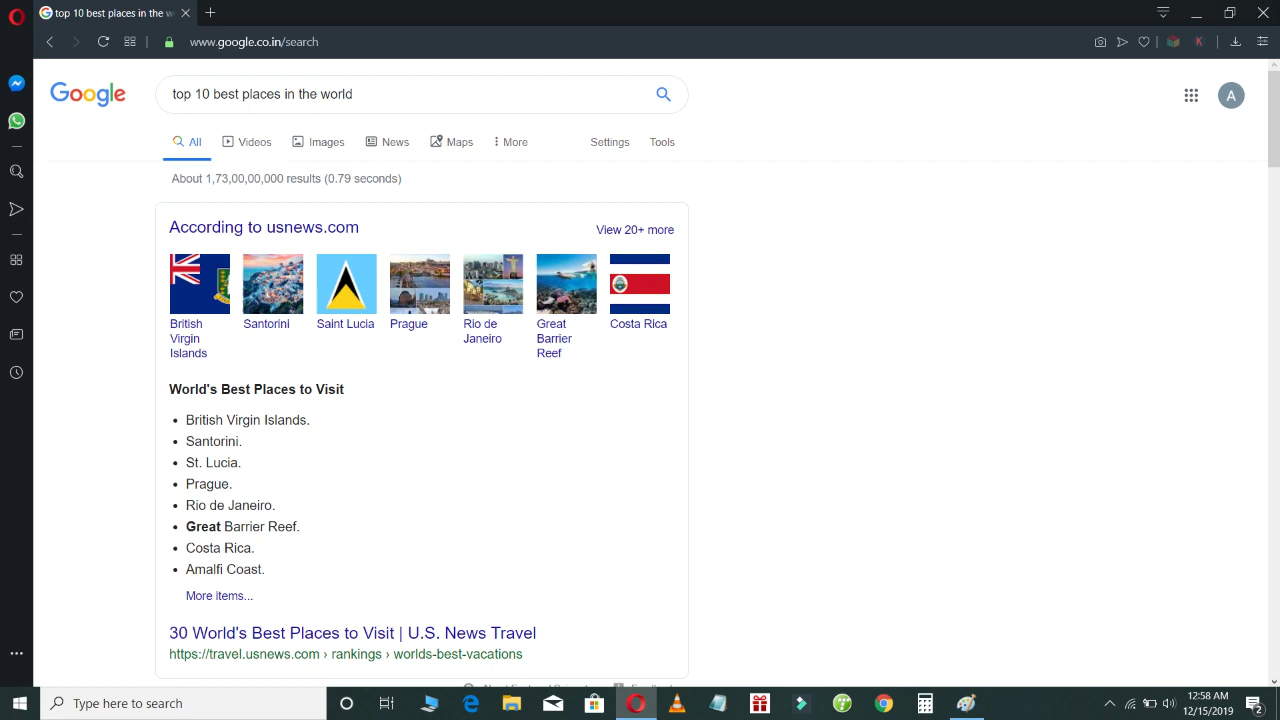 top 10 best places in the w
www.google.co.in/search
Google
top 10 best places in the world
A
All Videos Images News Maps More Settings Tools
About 1,73,00,00,000 results (0.79 seconds)
According to usnews.com
View 20+ more
British Virgin Islands
Santorini
Saint Lucia
Prague
Rio de Janeiro
Great Barrier Reef
Costa Rica
World's Best Places to Visit
British Virgin Islands.
Santorini.
St. Lucia.
Prague.
Rio de Janeiro.
Great Barrier Reef.
Costa Rica.
Amalfi Coast.
More items...
30 World's Best Places to Visit | U.S. News Travel
https://travel.usnews.com › rankings › worlds-best-vacations
Type here to search
12:58 AM
12/15/2019
2